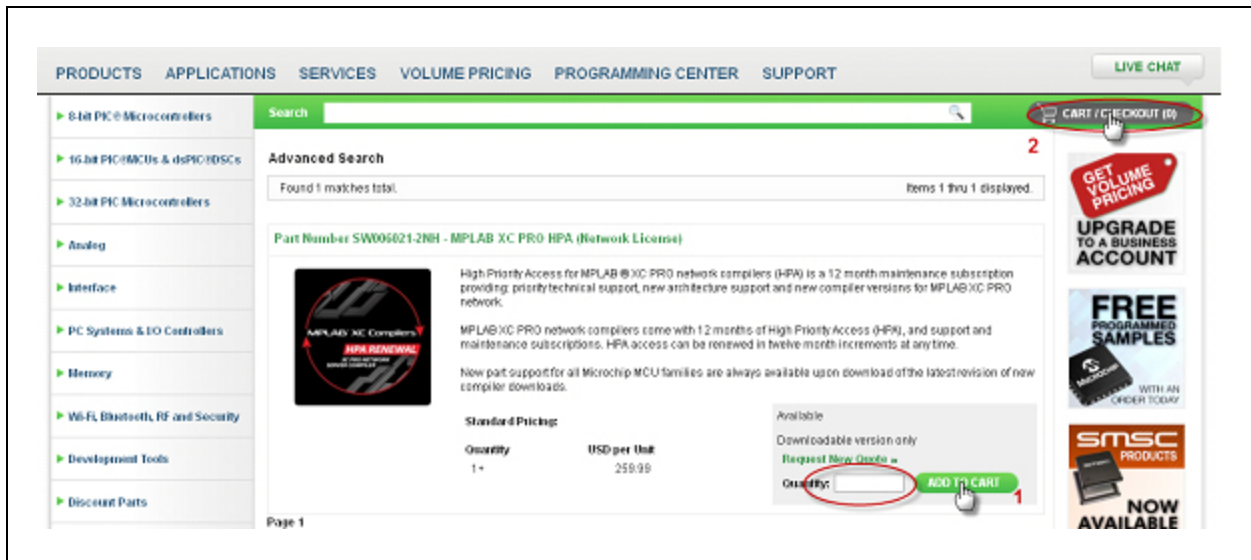 PRODUCTS APPLICATIONS SERVICES VOLUME PRICING PROGRAMMING CENTER SUPPORT
LIVE CHAT
Search
CART / CHECKOUT (0)
2
8-bit PIC® Microcontrollers
16-bit PIC®MCUs & dsPIC®DSCs
32-bit PIC Microcontrollers
Analog
Interface
PC Systems & I/O Controllers
Memory
Wi-Fi, Bluetooth, RF and Security
Development Tools
Discount Parts
Advanced Search
Found 1 matches total.
Items 1 thru 1 displayed.
Part Number SW006021-2NH - MPLAB XC PRO HPA (Network License)
MPLAB XC Compilers
HPA RENEWAL
XC PRO NETWORK
SERVER COMPILER
High Priority Access for MPLAB ® XC PRO network compilers (HPA) is a 12 month maintenance subscription
providing: priority technical support, new architecture support and new compiler versions for MPLAB XC PRO
network.
MPLAB XC PRO network compilers come with 12 months of High Priority Access (HPA), and support and
maintenance subscriptions. HPA access can be renewed in twelve month increments at any time.
New part support for all Microchip MCU families are always available upon download of the latest revision of new
compiler downloads.
Standard Pricing:
Quantity USD per Unit
1+ 259.99
Available
Downloadable version only
Request New Quote »
Quantity:
ADD TO CART
1
Page 1
GET
VOLUME
PRICING
UPGRADE
TO A BUSINESS
ACCOUNT
FREE
PROGRAMMED
SAMPLES
MICROCHIP
WITH AN
ORDER TODAY
SMSC
PRODUCTS
NOW
AVAILABLE